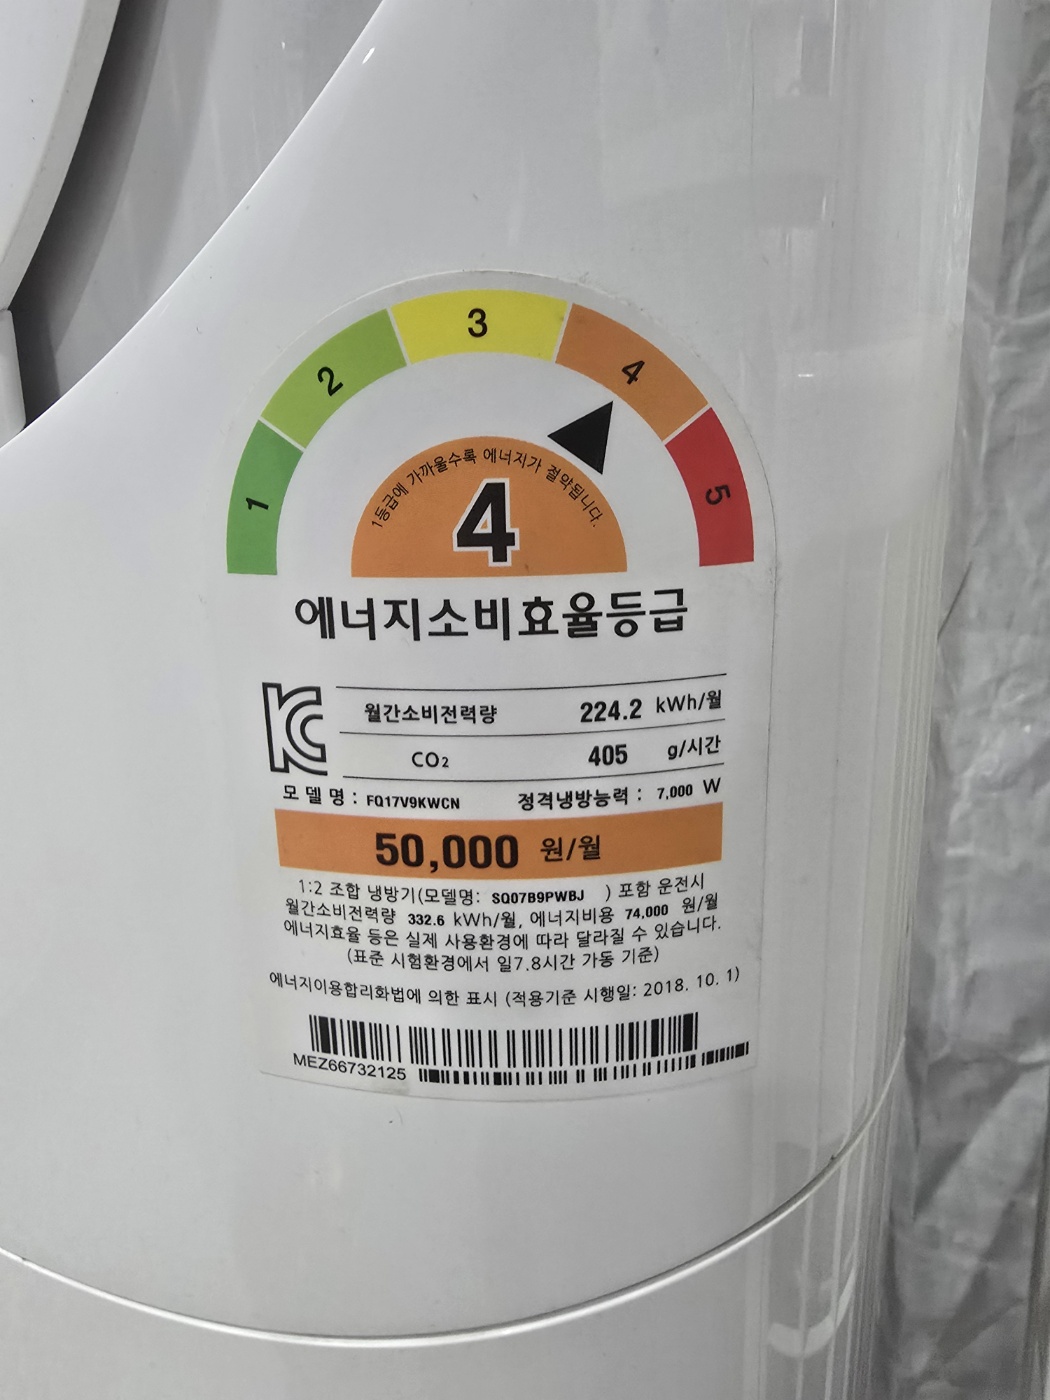 1
2
3
4
5
1등급에 가까울수록 에너지가 절약됩니다.
4
에너지소비효율등급
월간소비전력량 224.2 kWh/월
CO₂ 405 g/시간
모델명 : FQ17V9KWCN 정격냉방능력 : 7,000 W
50,000 원/월
1:2 조합 냉방기(모델명: SQ07B9PWBJ ) 포함 운전시
월간소비전력량 332.6 kWh/월, 에너지비용 74,000 원/월
에너지효율 등은 실제 사용환경에 따라 달라질 수 있습니다.
(표준 시험환경에서 일7.8시간 가동 기준)
에너지이용합리화법에 의한 표시 (적용기준 시행일: 2018. 10. 1)
MEZ66732125